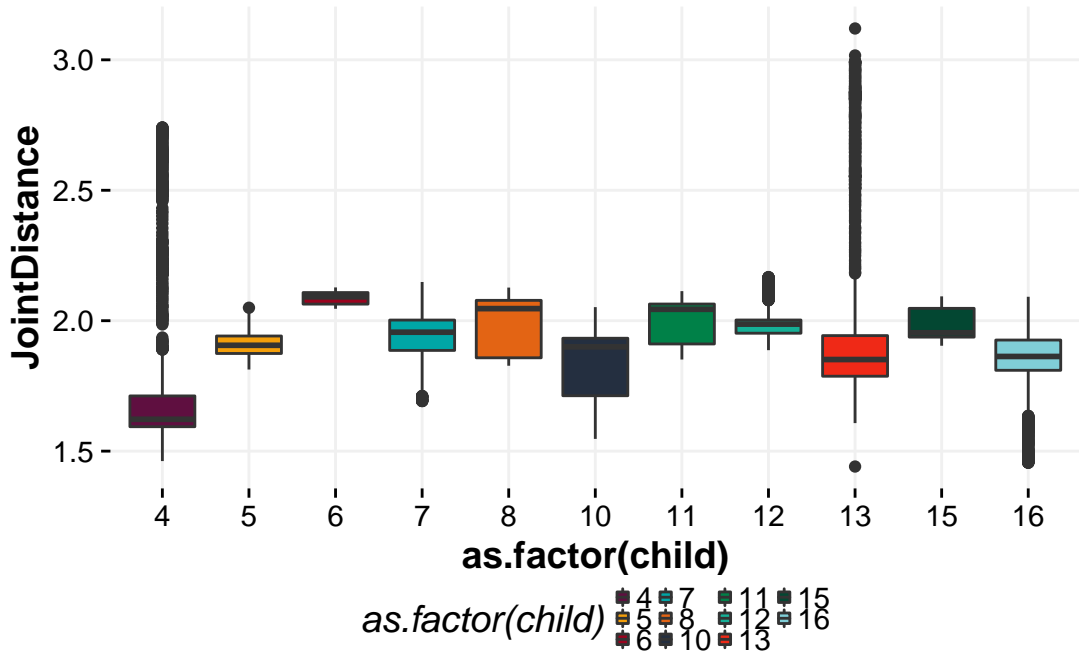 JointDistance
3.0
2.5
2.0
1.5
4 5 6 7 8 10 11 12 13 15 16
as.factor(child)
as.factor(child) 4 7 11 15
5 8 12 16
6 10 13